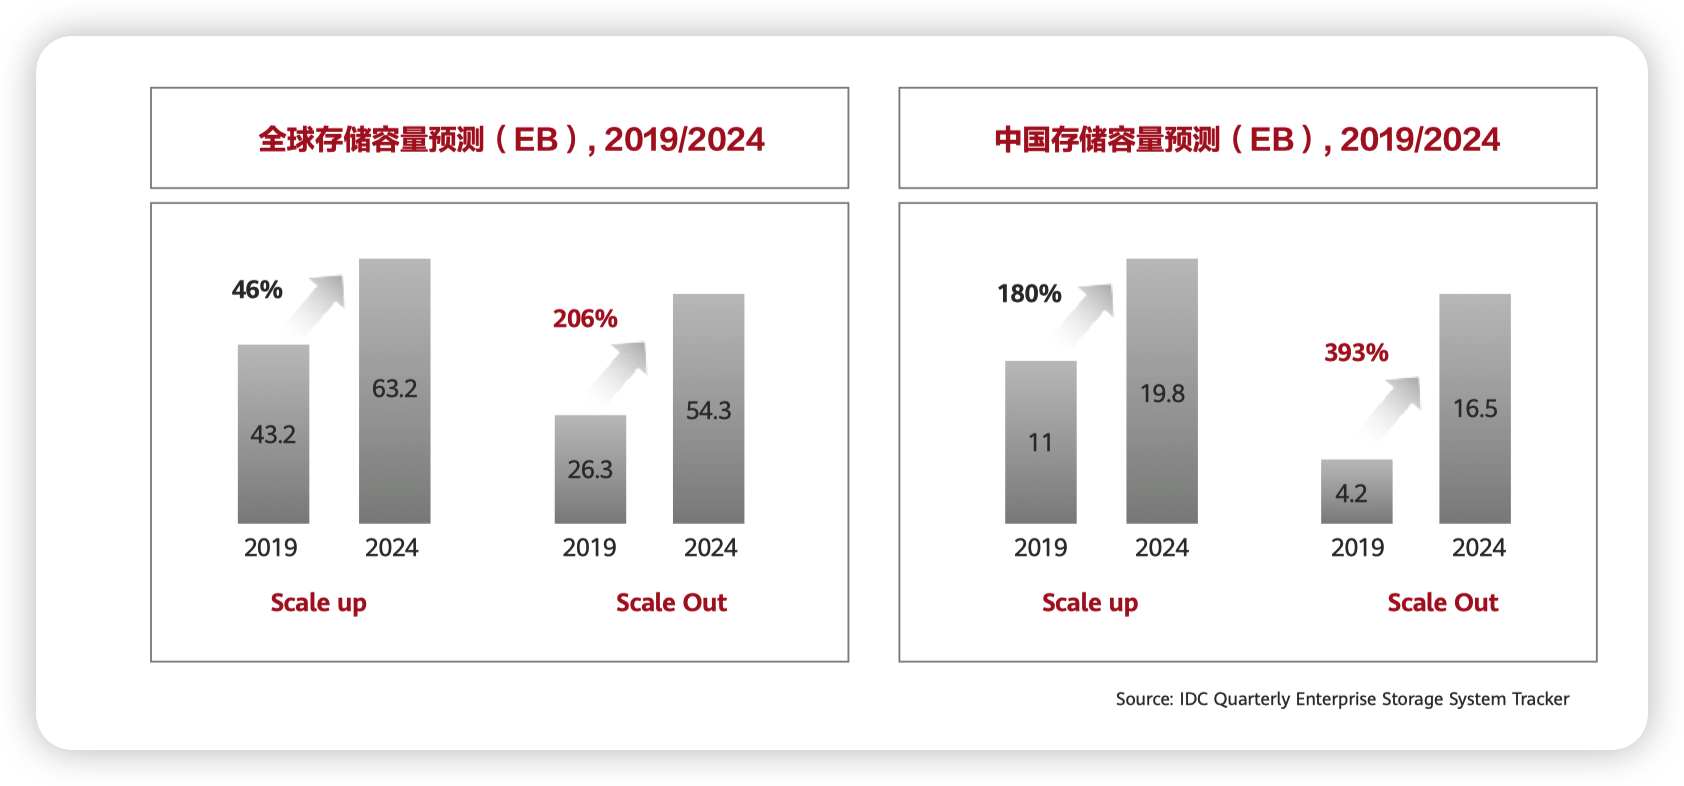 全球存储容量预测（EB）, 2019/2024
46%
43.2
63.2
206%
26.3
54.3
2019
2024
2019
2024
Scale up
Scale Out
中国存储容量预测（EB）, 2019/2024
180%
11
19.8
393%
4.2
16.5
2019
2024
2019
2024
Scale up
Scale Out
Source: IDC Quarterly Enterprise Storage System Tracker